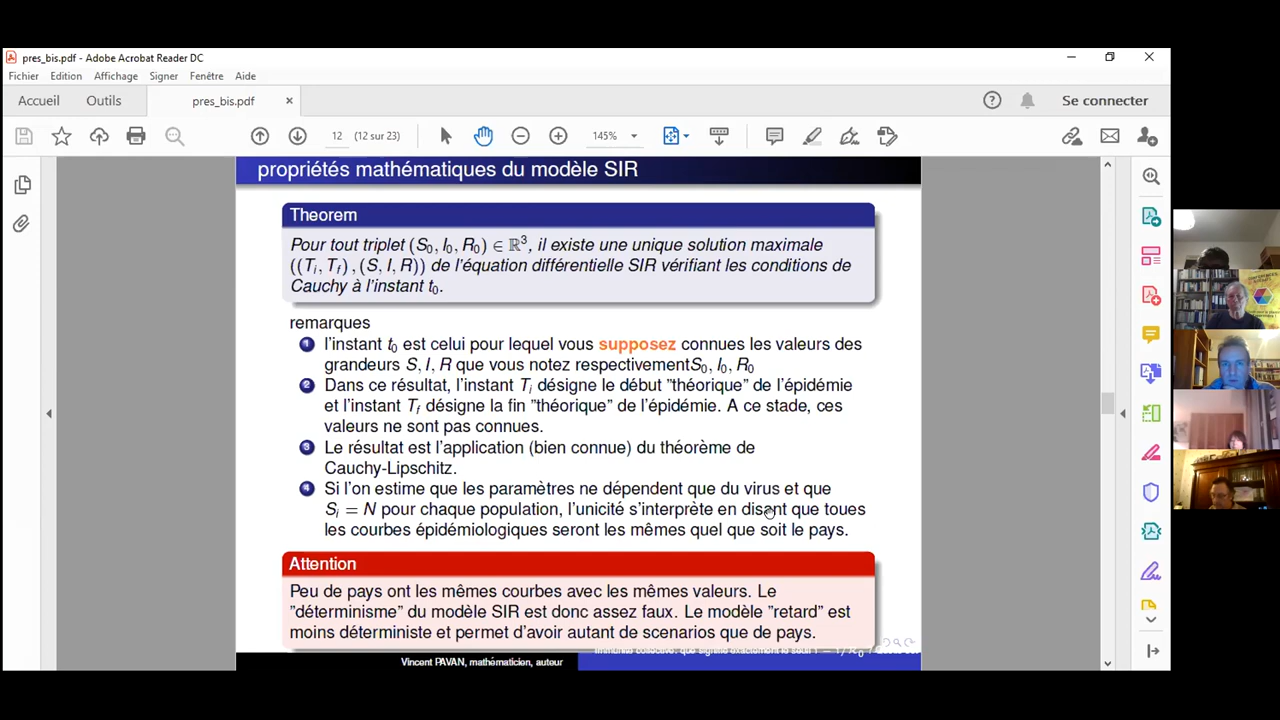 pres_bis.pdf - Adobe Acrobat Reader DC
Fichier Edition Affichage Signer Fenêtre Aide
Accueil Outils pres_bis.pdf × Se connecter
12 (12 sur 23) 145%
propriétés mathématiques du modèle SIR
Theorem
Pour tout triplet (S₀, I₀, R₀) ∈ ℝ³, il existe une unique solution maximale
((Tᵢ, T_f), (S, I, R)) de l'équation différentielle SIR vérifiant les conditions de
Cauchy à l'instant t₀.
remarques
1 l'instant t₀ est celui pour lequel vous supposez connues les valeurs des
grandeurs S, I, R que vous notez respectivementS₀, I₀, R₀
2 Dans ce résultat, l'instant Tᵢ désigne le début "théorique" de l'épidémie
et l'instant T_f désigne la fin "théorique" de l'épidémie. A ce stade, ces
valeurs ne sont pas connues.
3 Le résultat est l'application (bien connue) du théorème de
Cauchy-Lipschitz.
4 Si l'on estime que les paramètres ne dépendent que du virus et que
Sᵢ = N pour chaque population, l'unicité s'interprète en disent que toues
les courbes épidémiologiques seront les mêmes quel que soit le pays.
Attention
Peu de pays ont les mêmes courbes avec les mêmes valeurs. Le
"déterminisme" du modèle SIR est donc assez faux. Le modèle "retard" est
moins déterministe et permet d'avoir autant de scenarios que de pays.
Vincent PAVAN, mathématicien, auteur